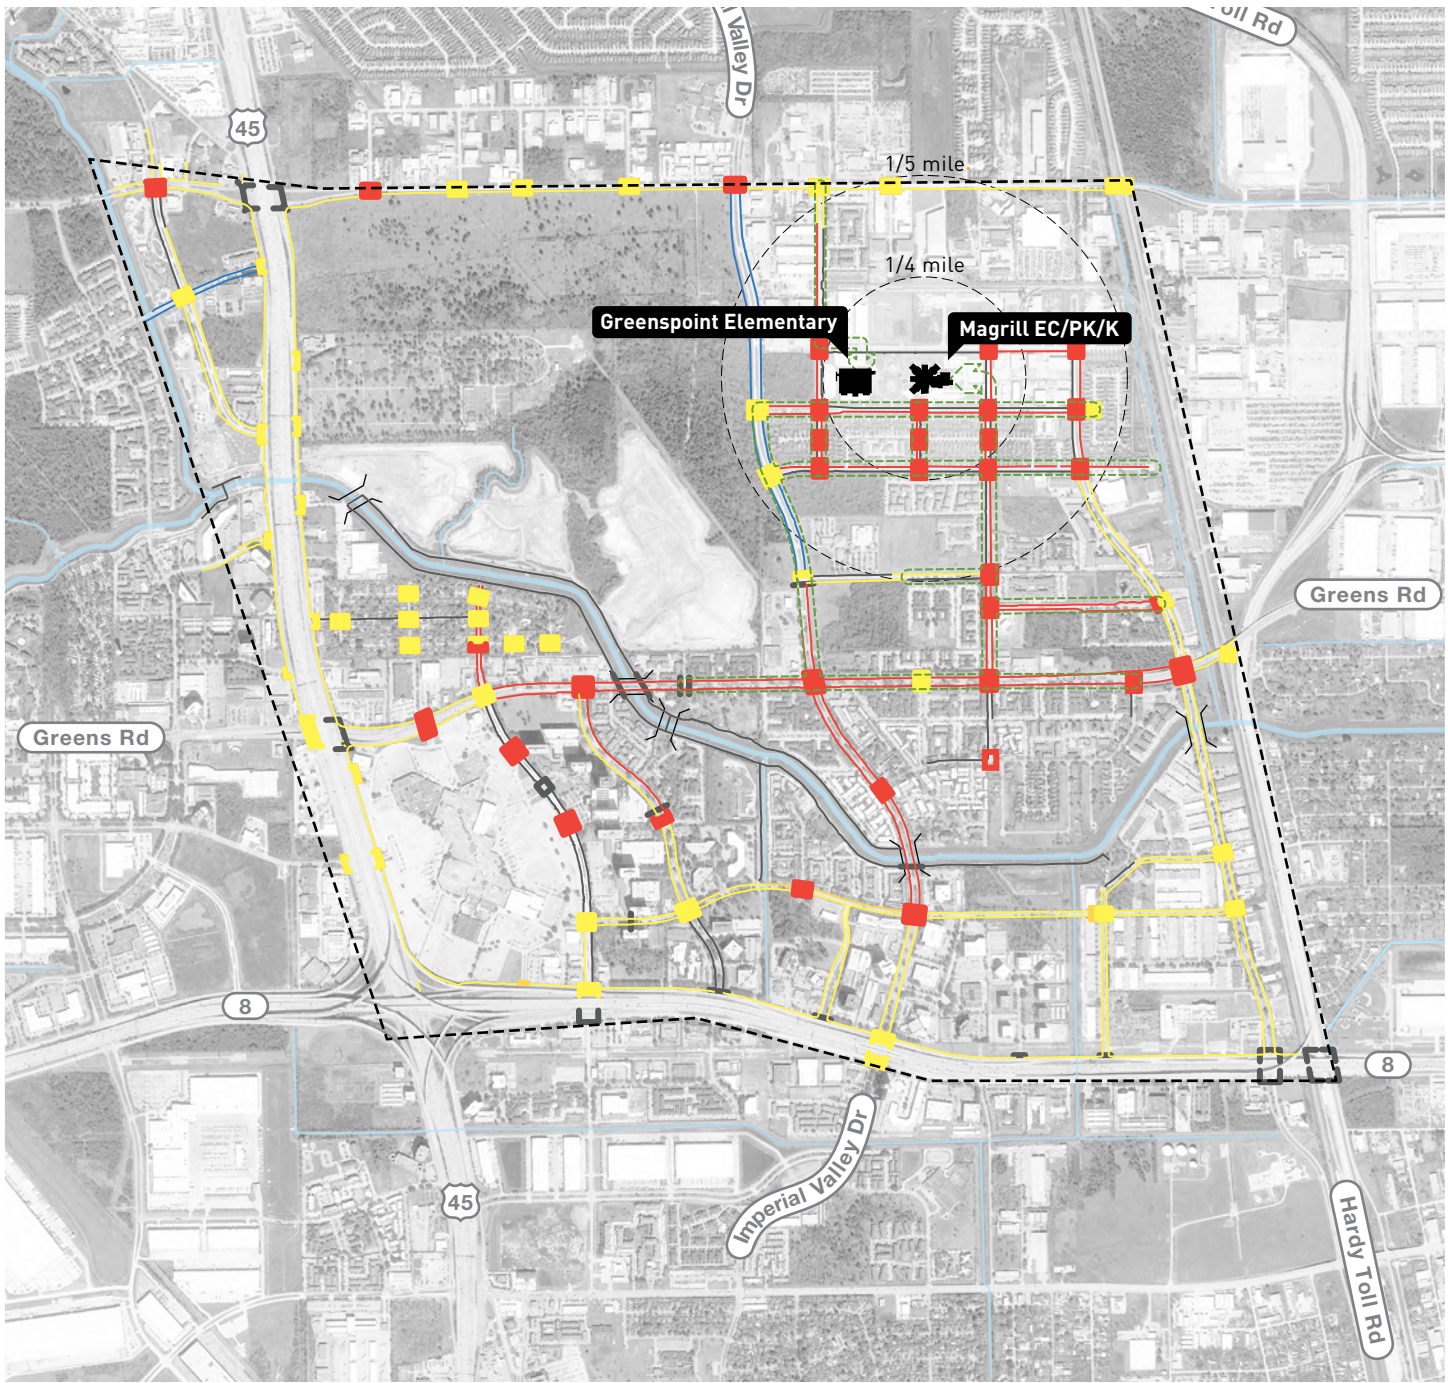 l Valley Dr
Toll Rd
45
1/5 mile
1/4 mile
Greenspoint Elementary
Magrill EC/PK/K
Greens Rd
Greens Rd
8
8
45
Imperial Valley Dr
Hardy Toll Rd